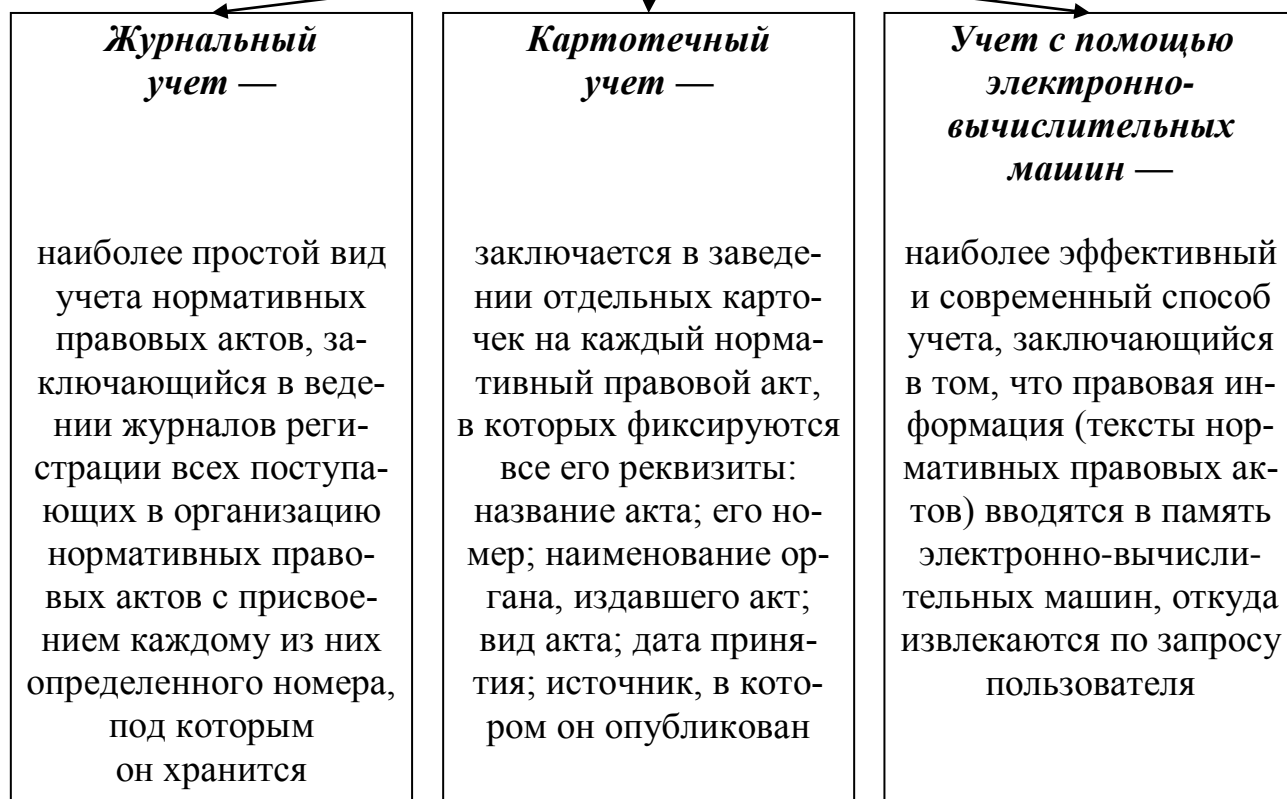 Журнальный
учет —
наиболее простой вид
учета нормативных
правовых актов, за-
ключающийся в веде-
нии журналов реги-
страции всех поступа-
ющих в организацию
нормативных право-
вых актов с присвое-
нием каждому из них
определенного номера,
под которым
он хранится
Картотечный
учет —
заключается в заведе-
нии отдельных карто-
чек на каждый норма-
тивный правовой акт,
в которых фиксируются
все его реквизиты:
название акта; его но-
мер; наименование ор-
гана, издавшего акт;
вид акта; дата приня-
тия; источник, в кото-
ром он опубликован
Учет с помощью
электронно-
вычислительных
машин —
наиболее эффективный
и современный способ
учета, заключающийся
в том, что правовая ин-
формация (тексты нор-
мативных правовых ак-
тов) вводятся в память
электронно-вычисли-
тельных машин, откуда
извлекаются по запросу
пользователя